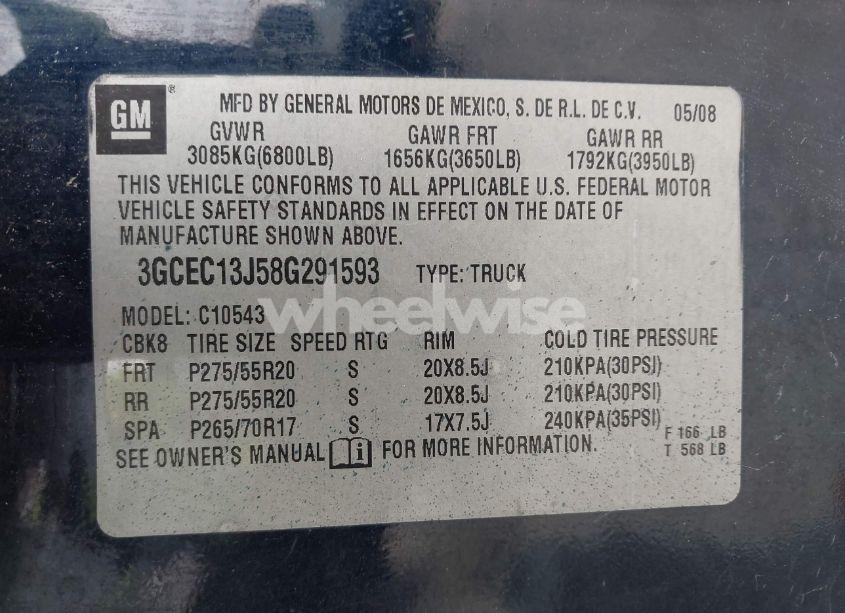 GM ®
MFD BY GENERAL MOTORS DE MEXICO, S. DE R.L. DE C.V. 05/08
GVWR GAWR FRT GAWR RR
3085KG(6800LB) 1656KG(3650LB) 1792KG(3950LB)
THIS VEHICLE CONFORMS TO ALL APPLICABLE U.S. FEDERAL MOTOR
VEHICLE SAFETY STANDARDS IN EFFECT ON THE DATE OF
MANUFACTURE SHOWN ABOVE.
3GCEC13J58G291593 TYPE: TRUCK
wheelwise
MODEL: C10543
CBK8 TIRE SIZE SPEED RTG RIM COLD TIRE PRESSURE
FRT P275/55R20 S 20X8.5J 210KPA(30PSI)
RR P275/55R20 S 20X8.5J 210KPA(30PSI)
SPA P265/70R17 S 17X7.5J 240KPA(35PSI)
SEE OWNER'S MANUAL i FOR MORE INFORMATION.
F 166 LB
T 568 LB